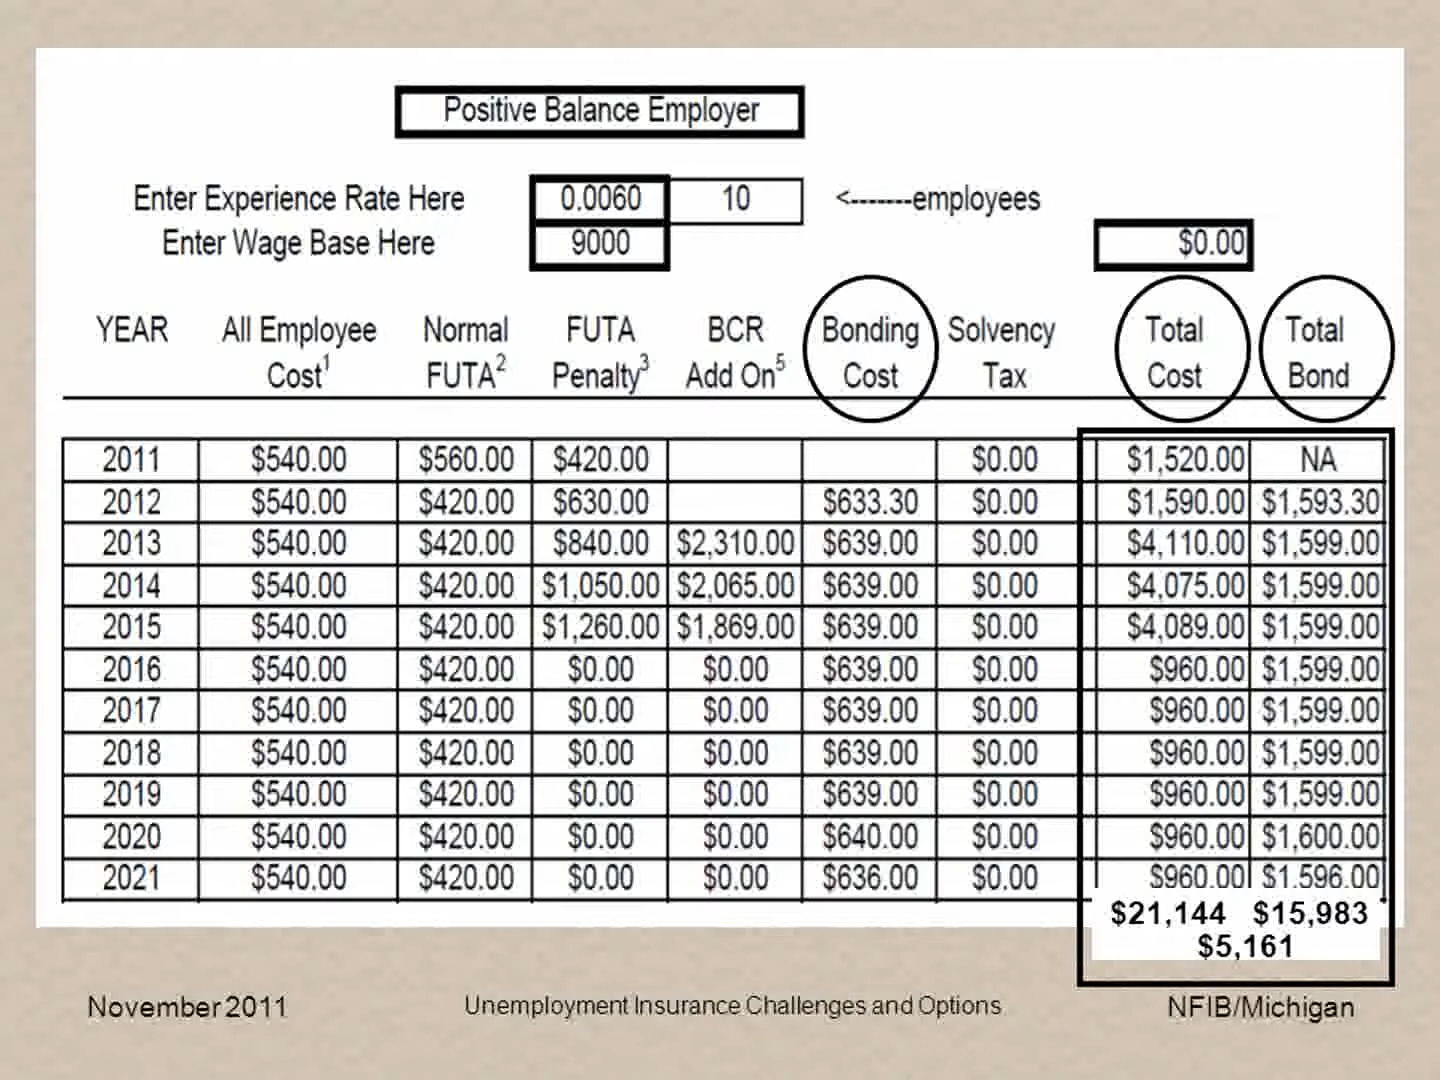 Positive Balance Employer
Enter Experience Rate Here 0.0060 10 <-------employees
Enter Wage Base Here 9000 $0.00
YEAR All Employee Normal FUTA BCR Bonding Solvency Total Total
Cost1 FUTA2 Penalty3 Add On5 Cost Tax Cost Bond
2011 $540.00 $560.00 $420.00 $0.00 $1,520.00 NA
2012 $540.00 $420.00 $630.00 $633.30 $0.00 $1,590.00 $1,593.30
2013 $540.00 $420.00 $840.00 $2,310.00 $639.00 $0.00 $4,110.00 $1,599.00
2014 $540.00 $420.00 $1,050.00 $2,065.00 $639.00 $0.00 $4,075.00 $1,599.00
2015 $540.00 $420.00 $1,260.00 $1,869.00 $639.00 $0.00 $4,089.00 $1,599.00
2016 $540.00 $420.00 $0.00 $0.00 $639.00 $0.00 $960.00 $1,599.00
2017 $540.00 $420.00 $0.00 $0.00 $639.00 $0.00 $960.00 $1,599.00
2018 $540.00 $420.00 $0.00 $0.00 $639.00 $0.00 $960.00 $1,599.00
2019 $540.00 $420.00 $0.00 $0.00 $639.00 $0.00 $960.00 $1,599.00
2020 $540.00 $420.00 $0.00 $0.00 $640.00 $0.00 $960.00 $1,600.00
2021 $540.00 $420.00 $0.00 $0.00 $636.00 $0.00 $960.00 $1,596.00
$21,144 $15,983
$5,161
November 2011 Unemployment Insurance Challenges and Options NFIB/Michigan